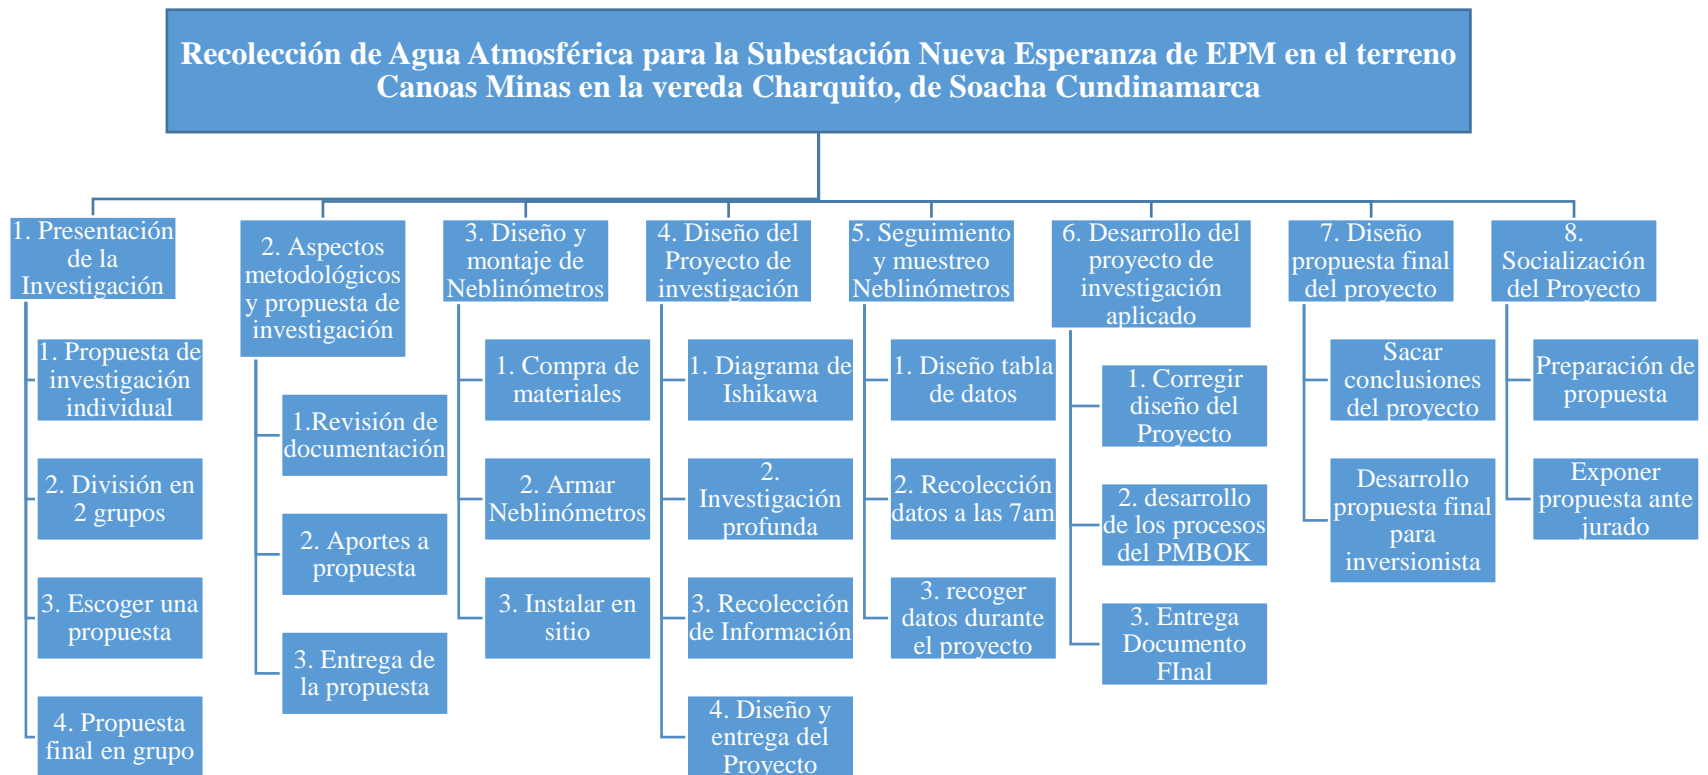 Recolección de Agua Atmosférica para la Subestación Nueva Esperanza de EPM en el terreno
Canoas Minas en la vereda Charquito, de Soacha Cundinamarca
1. Presentación
de la
Investigación
1. Propuesta de
investigación
individual
2. División en
2 grupos
3. Escoger una
propuesta
4. Propuesta
final en grupo
2. Aspectos
metodológicos
y propuesta de
investigación
1.Revisión de
documentación
2. Aportes a
propuesta
3. Entrega de
la propuesta
3. Diseño y
montaje de
Neblinómetros
1. Compra de
materiales
2. Armar
Neblinómetros
3. Instalar en
sitio
4. Diseño del
Proyecto de
investigación
1. Diagrama de
Ishikawa
2.
Investigación
profunda
3. Recolección
de Información
4. Diseño y
entrega del
Proyecto
5. Seguimiento
y muestreo
Neblinómetros
1. Diseño tabla
de datos
2. Recolección
datos a las 7am
3. recoger
datos durante
el proyecto
6. Desarrollo del
proyecto de
investigación
aplicado
1. Corregir
diseño del
Proyecto
2. desarrollo
de los procesos
del PMBOK
3. Entrega
Documento
FInal
7. Diseño
propuesta final
del proyecto
Sacar
conclusiones
del proyecto
Desarrollo
propuesta final
para
inversionista
8.
Socialización
del Proyecto
Preparación de
propuesta
Exponer
propuesta ante
jurado